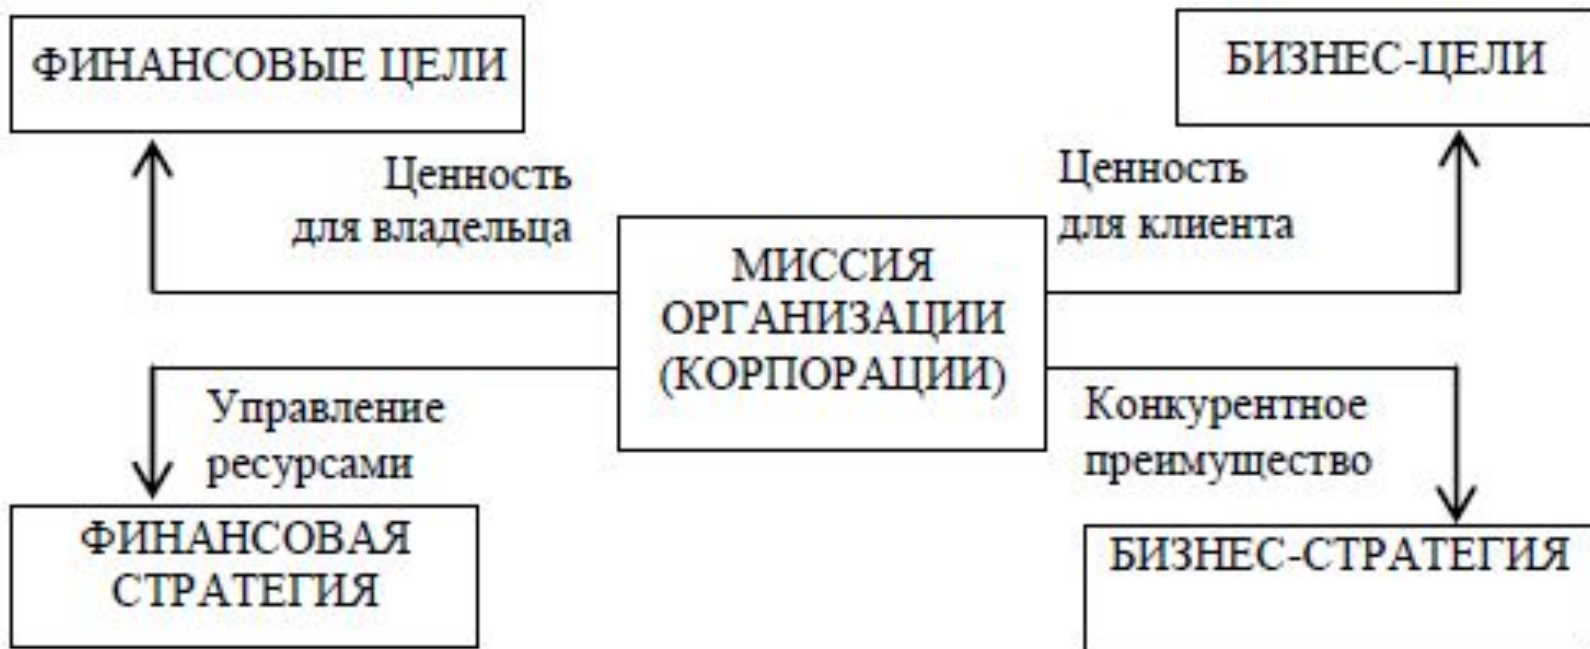 ФИНАНСОВЫЕ ЦЕЛИ
БИЗНЕС-ЦЕЛИ
Ценность
для владельца
Ценность
для клиента
МИССИЯ
ОРГАНИЗАЦИИ
(КОРПОРАЦИИ)
Управление
ресурсами
Конкурентное
преимущество
ФИНАНСОВАЯ
СТРАТЕГИЯ
БИЗНЕС-СТРАТЕГИЯ